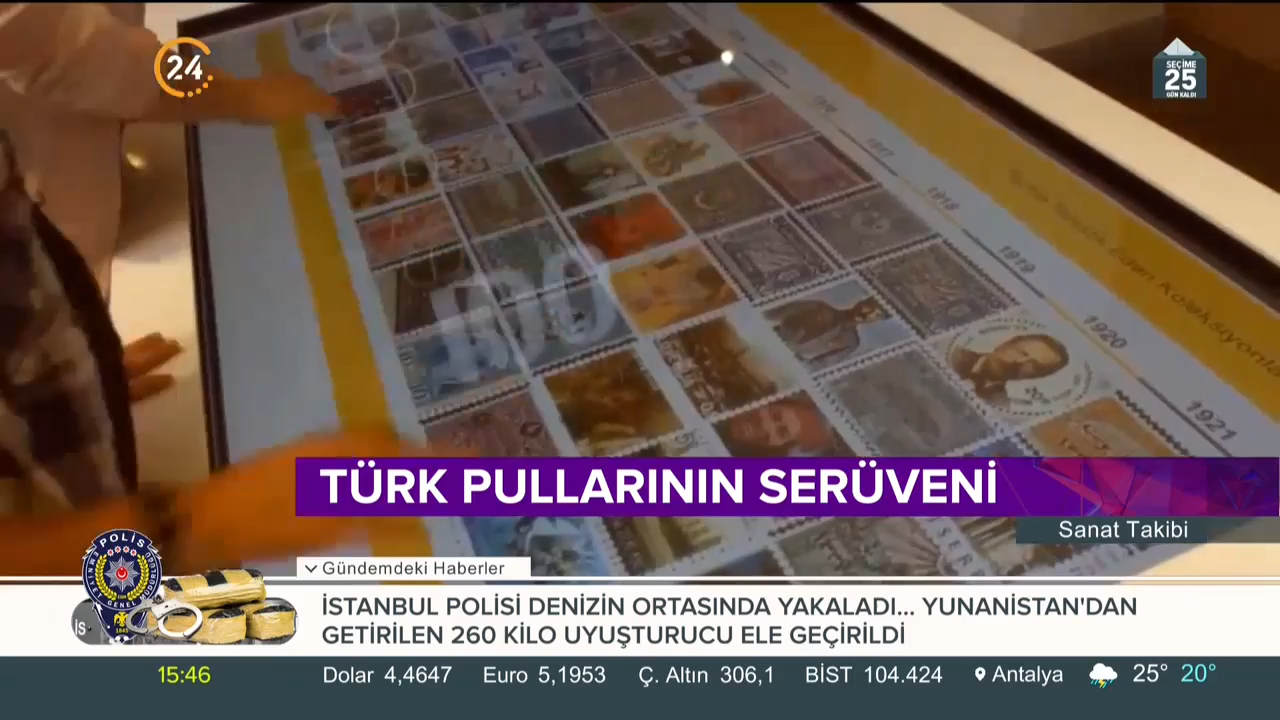 24
SEÇİME
25
GÜN KALDI
1918
1919
1920
1921
TÜRK PULLARININ SERÜVENİ
Sanat Takibi
POLİS
Gündemdeki Haberler
İSTANBUL POLİSİ DENİZİN ORTASINDA YAKALADI... YUNANİSTAN'DAN
GETİRİLEN 260 KİLO UYUŞTURUCU ELE GEÇİRİLDİ
15:46 Dolar 4,4647 Euro 5,1953 Ç. Altın 306,1 BİST 104.424 Antalya 25° 20°